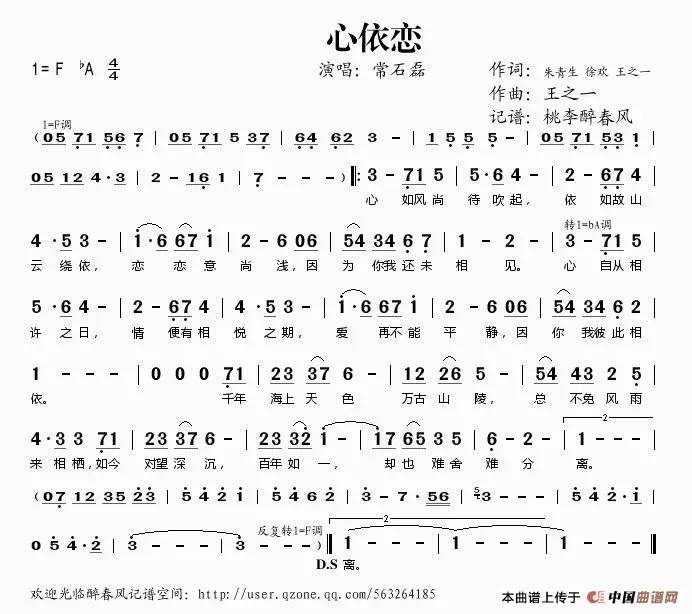 心依恋
1=F ♭A 4/4
演唱：常石磊
作词：朱青生 徐欢 王之一
作曲：王之一
记谱：桃李醉春风
1=F调
(05 71 56 7 | 05 71 5 37 | 64 62 3 - | 1 5 5 5 - | 05 71 53 1
05 12 4·3 | 2 - 16 1 | 7 - - ) ‖: 3 - 71 5 | 5·6 4 - | 2 - 67 4
心 如风尚 待吹起， 依 如故山
转1=bA调
4·5 3 - | 1·6 67 1 | 2 - 6 06 | 54 34 6 7 | 1 - 2 - | 3 - 71 5
云绕依， 恋 恋意尚浅，因 为你我还未 相 见。 心 自从相
5·6 4 - | 2 - 67 4 | 4·5 3 - | 1·6 67 1 | 2 - 6 06 | 54 34 6 2
许之日， 情 便有相 悦之期， 爱 再不能 平 静，因 你我彼此相
1 - - - | 0 0 0 71 | 23 37 6 - | 12 26 5 - | 54 43 2 5
依。 千年 海上天色 万古山陵， 总 不免风雨
4·3 3 71 | 23 37 6 - | 23 32 1 - | 17 65 3 5 | 6 - 2 - | 1 - - -
2
来相栖，如今 对望深沉， 百年如一， 却也难舍 难 分 离。
(07 12 35 23 | 5 4 2 1 | 5 4 6 2 | 3 - 7·56 | 3 - - - | 5 4 2·1
0 5 4·2 | 3 - - - | 3 - - -) :‖ 1 - - - | 1 - - - | 1 - - - ‖
反复转1=F调
2
D.S 离。
欢迎光临醉春风记谱空间：http://user.qzone.qq.com/563264185
本曲谱上传于 中国曲谱网